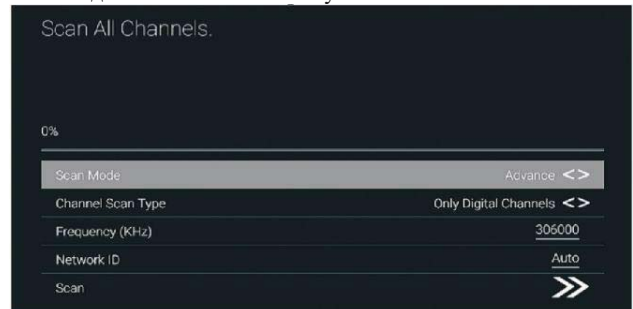 Scan All Channels.
0%
Scan Mode Advance <>
Channel Scan Type Only Digital Channels <>
Frequency (KHz) 306000
Network ID Auto
Scan >>